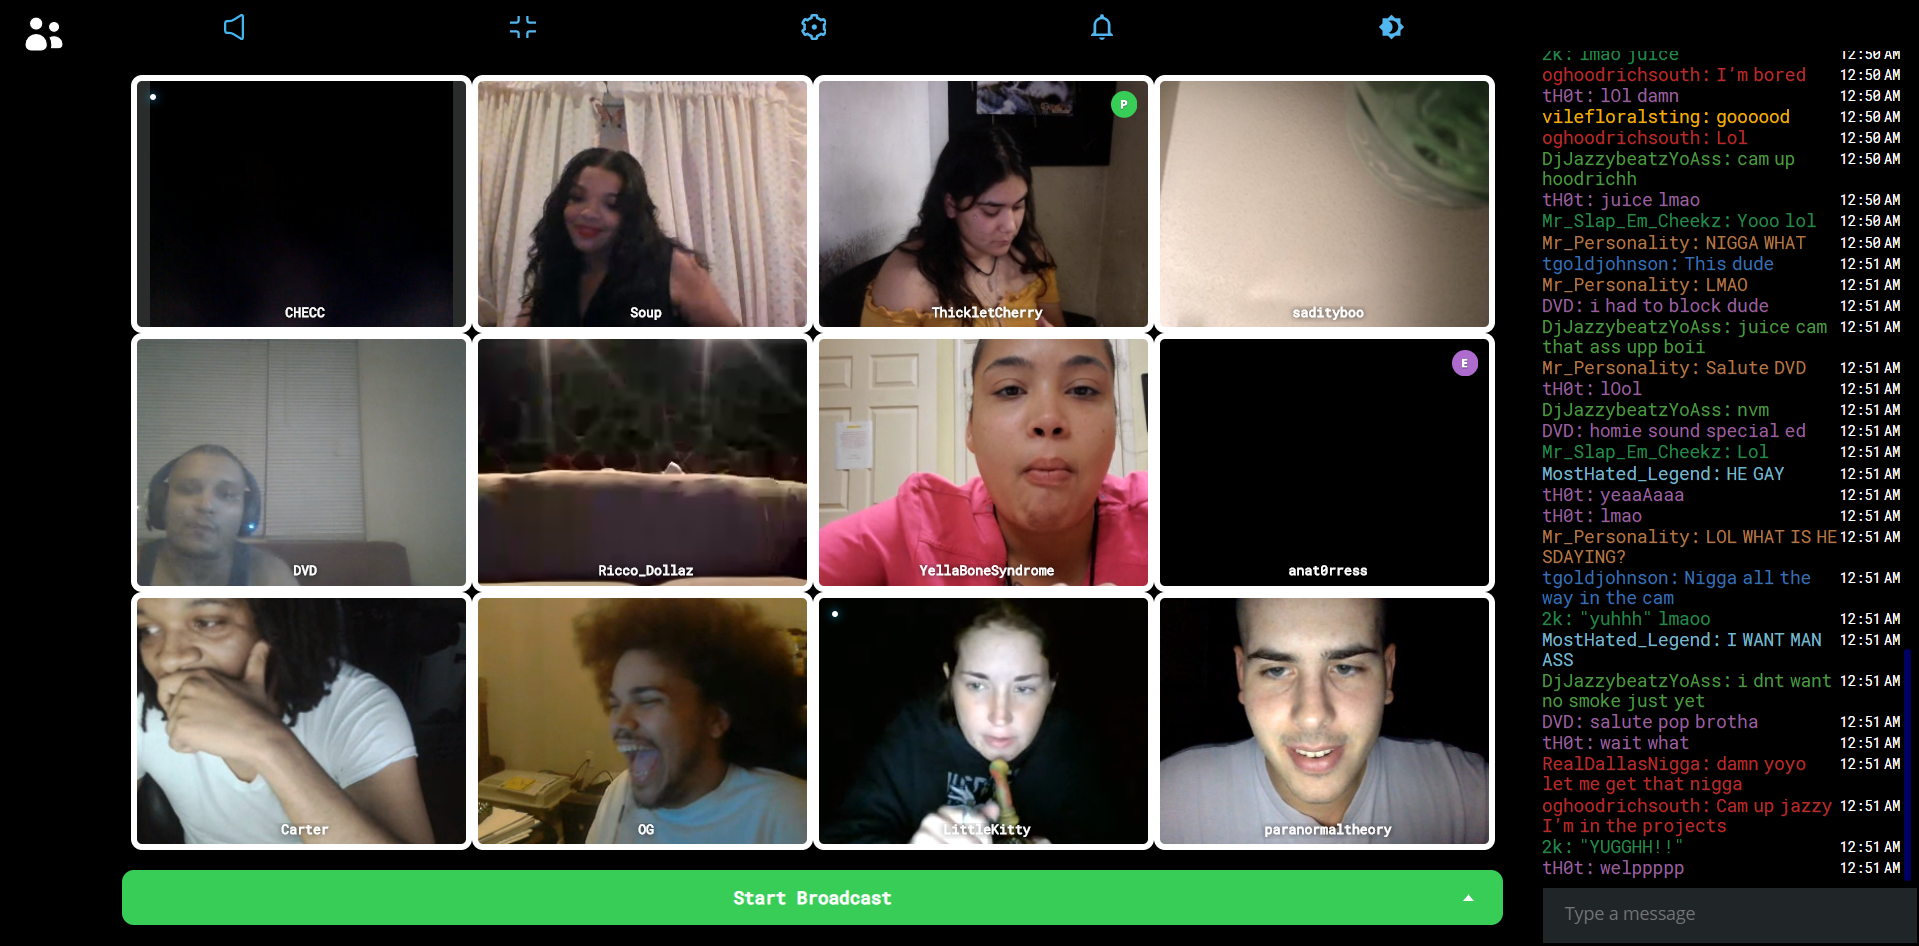 P
CHECC
Soup
ThickletCherry
sadityboo
E
DVD
Ricco_Dollaz
YellaBoneSyndrome
anat0rress
Carter
OG
LittleKitty
paranormaltheory
Start Broadcast
2k: lmao juice 12:50 AM
oghoodrichsouth: I'm bored 12:50 AM
tH0t: lOl damn 12:50 AM
vilefloralsting: goooood 12:50 AM
oghoodrichsouth: Lol 12:50 AM
DjJazzybeatzYoAss: cam up 12:50 AM
hoodrichh
tH0t: juice lmao 12:50 AM
Mr_Slap_Em_Cheekz: Yooo lol 12:50 AM
Mr_Personality: NIGGA WHAT 12:50 AM
tgoldjohnson: This dude 12:51 AM
Mr_Personality: LMAO 12:51 AM
DVD: i had to block dude 12:51 AM
DjJazzybeatzYoAss: juice cam 12:51 AM
that ass upp boii
Mr_Personality: Salute DVD 12:51 AM
tH0t: lOol 12:51 AM
DjJazzybeatzYoAss: nvm 12:51 AM
DVD: homie sound special ed 12:51 AM
Mr_Slap_Em_Cheekz: Lol 12:51 AM
MostHated_Legend: HE GAY 12:51 AM
tH0t: yeaaAaaa 12:51 AM
tH0t: lmao 12:51 AM
Mr_Personality: LOL WHAT IS HE 12:51 AM
SDAYING?
tgoldjohnson: Nigga all the 12:51 AM
way in the cam
2k: "yuhhh" lmaoo 12:51 AM
MostHated_Legend: I WANT MAN 12:51 AM
ASS
DjJazzybeatzYoAss: i dnt want 12:51 AM
no smoke just yet
DVD: salute pop brotha 12:51 AM
tH0t: wait what 12:51 AM
RealDallasNigga: damn yoyo 12:51 AM
let me get that nigga
oghoodrichsouth: Cam up jazzy 12:51 AM
I'm in the projects
2k: "YUGGHH!!" 12:51 AM
tH0t: welppppp 12:51 AM
Type a message